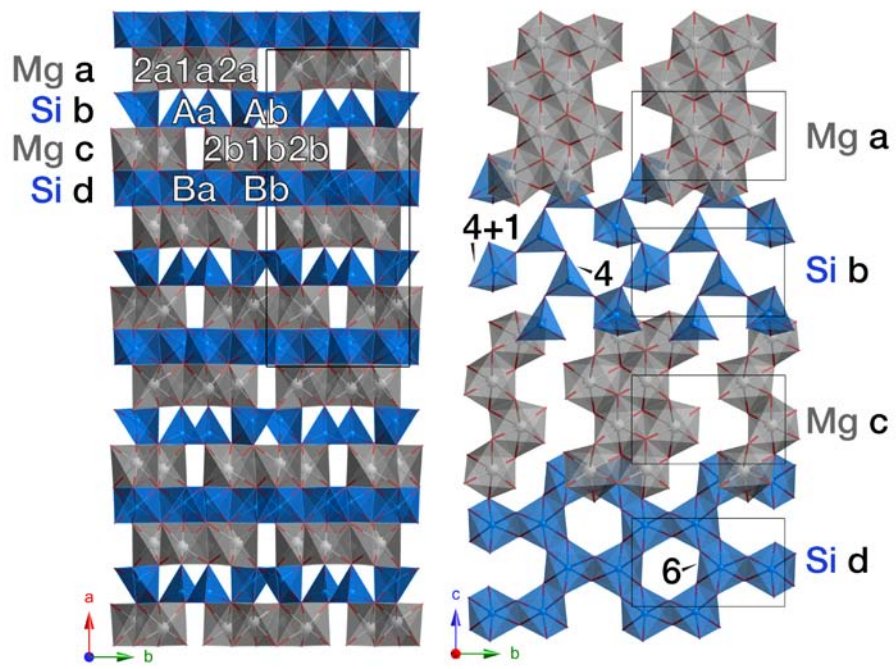 Mg a
2a1a2a
Si b
Aa Ab
Mg c
2b1b2b
Si d
Ba Bb
a
b
Mg a
4+1
4
Si b
Mg c
6
Si d
c
b